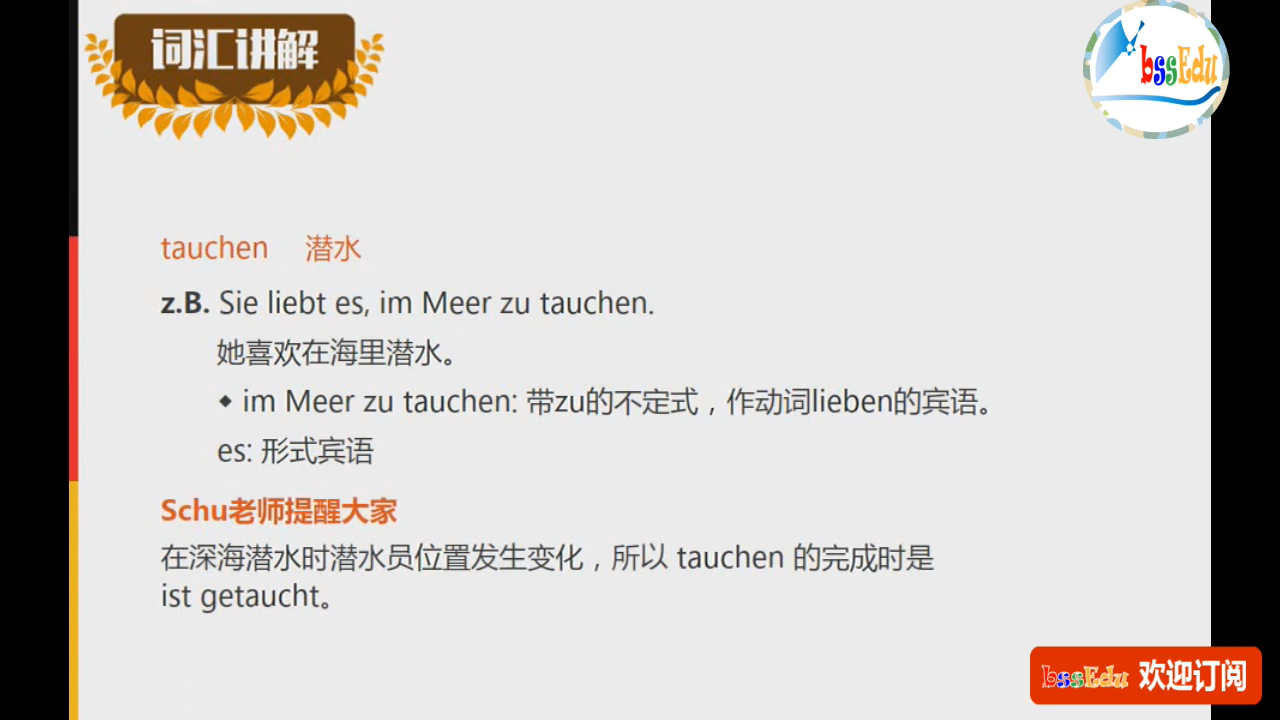 词汇讲解
bssEdu
tauchen 潜水
z.B. Sie liebt es, im Meer zu tauchen.
她喜欢在海里潜水。
◆ im Meer zu tauchen: 带zu的不定式，作动词lieben的宾语。
es: 形式宾语
Schu老师提醒大家
在深海潜水时潜水员位置发生变化，所以 tauchen 的完成时是
ist getaucht。
bssEdu 欢迎订阅